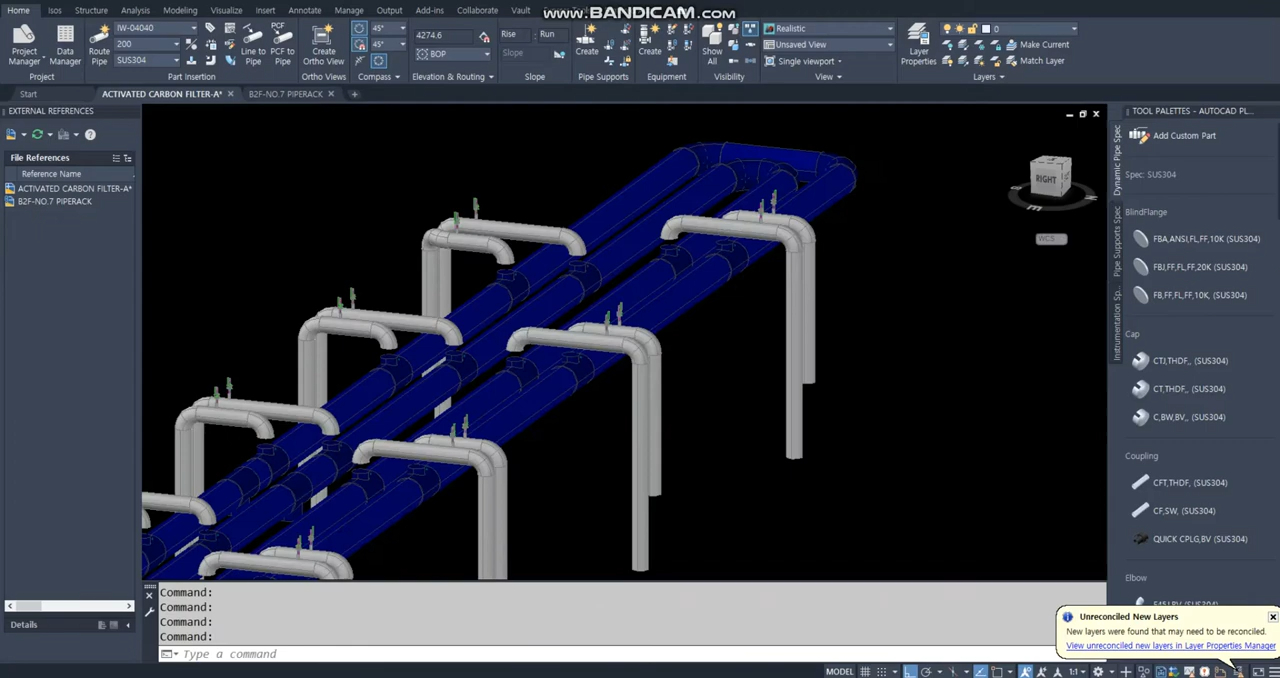 Home
Isos
Structure
Analysis
Modeling
Visualize
Insert
Annotate
Manage
Output
Add-ins
Collaborate
Vault
www.BANDICAM.com
Project Manager
Data Manager
Project
Route Pipe
IW-04040
200
SUS304
Line to Pipe
PCF to Pipe
Part Insertion
Create Ortho View
Ortho Views
45°
45°
Compass
4274.6
BOP
Elevation & Routing
Rise
Run
Slope
Slope
Create
Pipe Supports
Create
Equipment
Show All
Visibility
Realistic
Unsaved View
Single viewport
View
Layer Properties
0
Make Current
Match Layer
Layers
Start
ACTIVATED CARBON FILTER-A*
B2F-NO.7 PIPERACK
EXTERNAL REFERENCES
File References
Reference Name
ACTIVATED CARBON FILTER-A*
B2F-NO.7 PIPERACK
Details
RIGHT
WCS
TOOL PALETTES - AUTOCAD PL...
Dynamic Pipe Spec
Pipe Supports Spec
Instrumentation Sp...
Add Custom Part
Spec: SUS304
BlindFlange
FBA,ANSI,FL,FF,10K (SUS304)
FBJ,FF,FL,FF,20K (SUS304)
FB,FF,FL,FF,10K, (SUS304)
Cap
CTJ,THDF,, (SUS304)
CT,THDF,, (SUS304)
C,BW,BV,, (SUS304)
Coupling
CFT,THDF, (SUS304)
CF,SW, (SUS304)
QUICK CPLG,BV (SUS304)
Elbow
Command:
Command:
Command:
Command:
Type a command
Unreconciled New Layers
New layers were found that may need to be reconciled.
View unreconciled new layers in Layer Properties Manager
MODEL
1:1